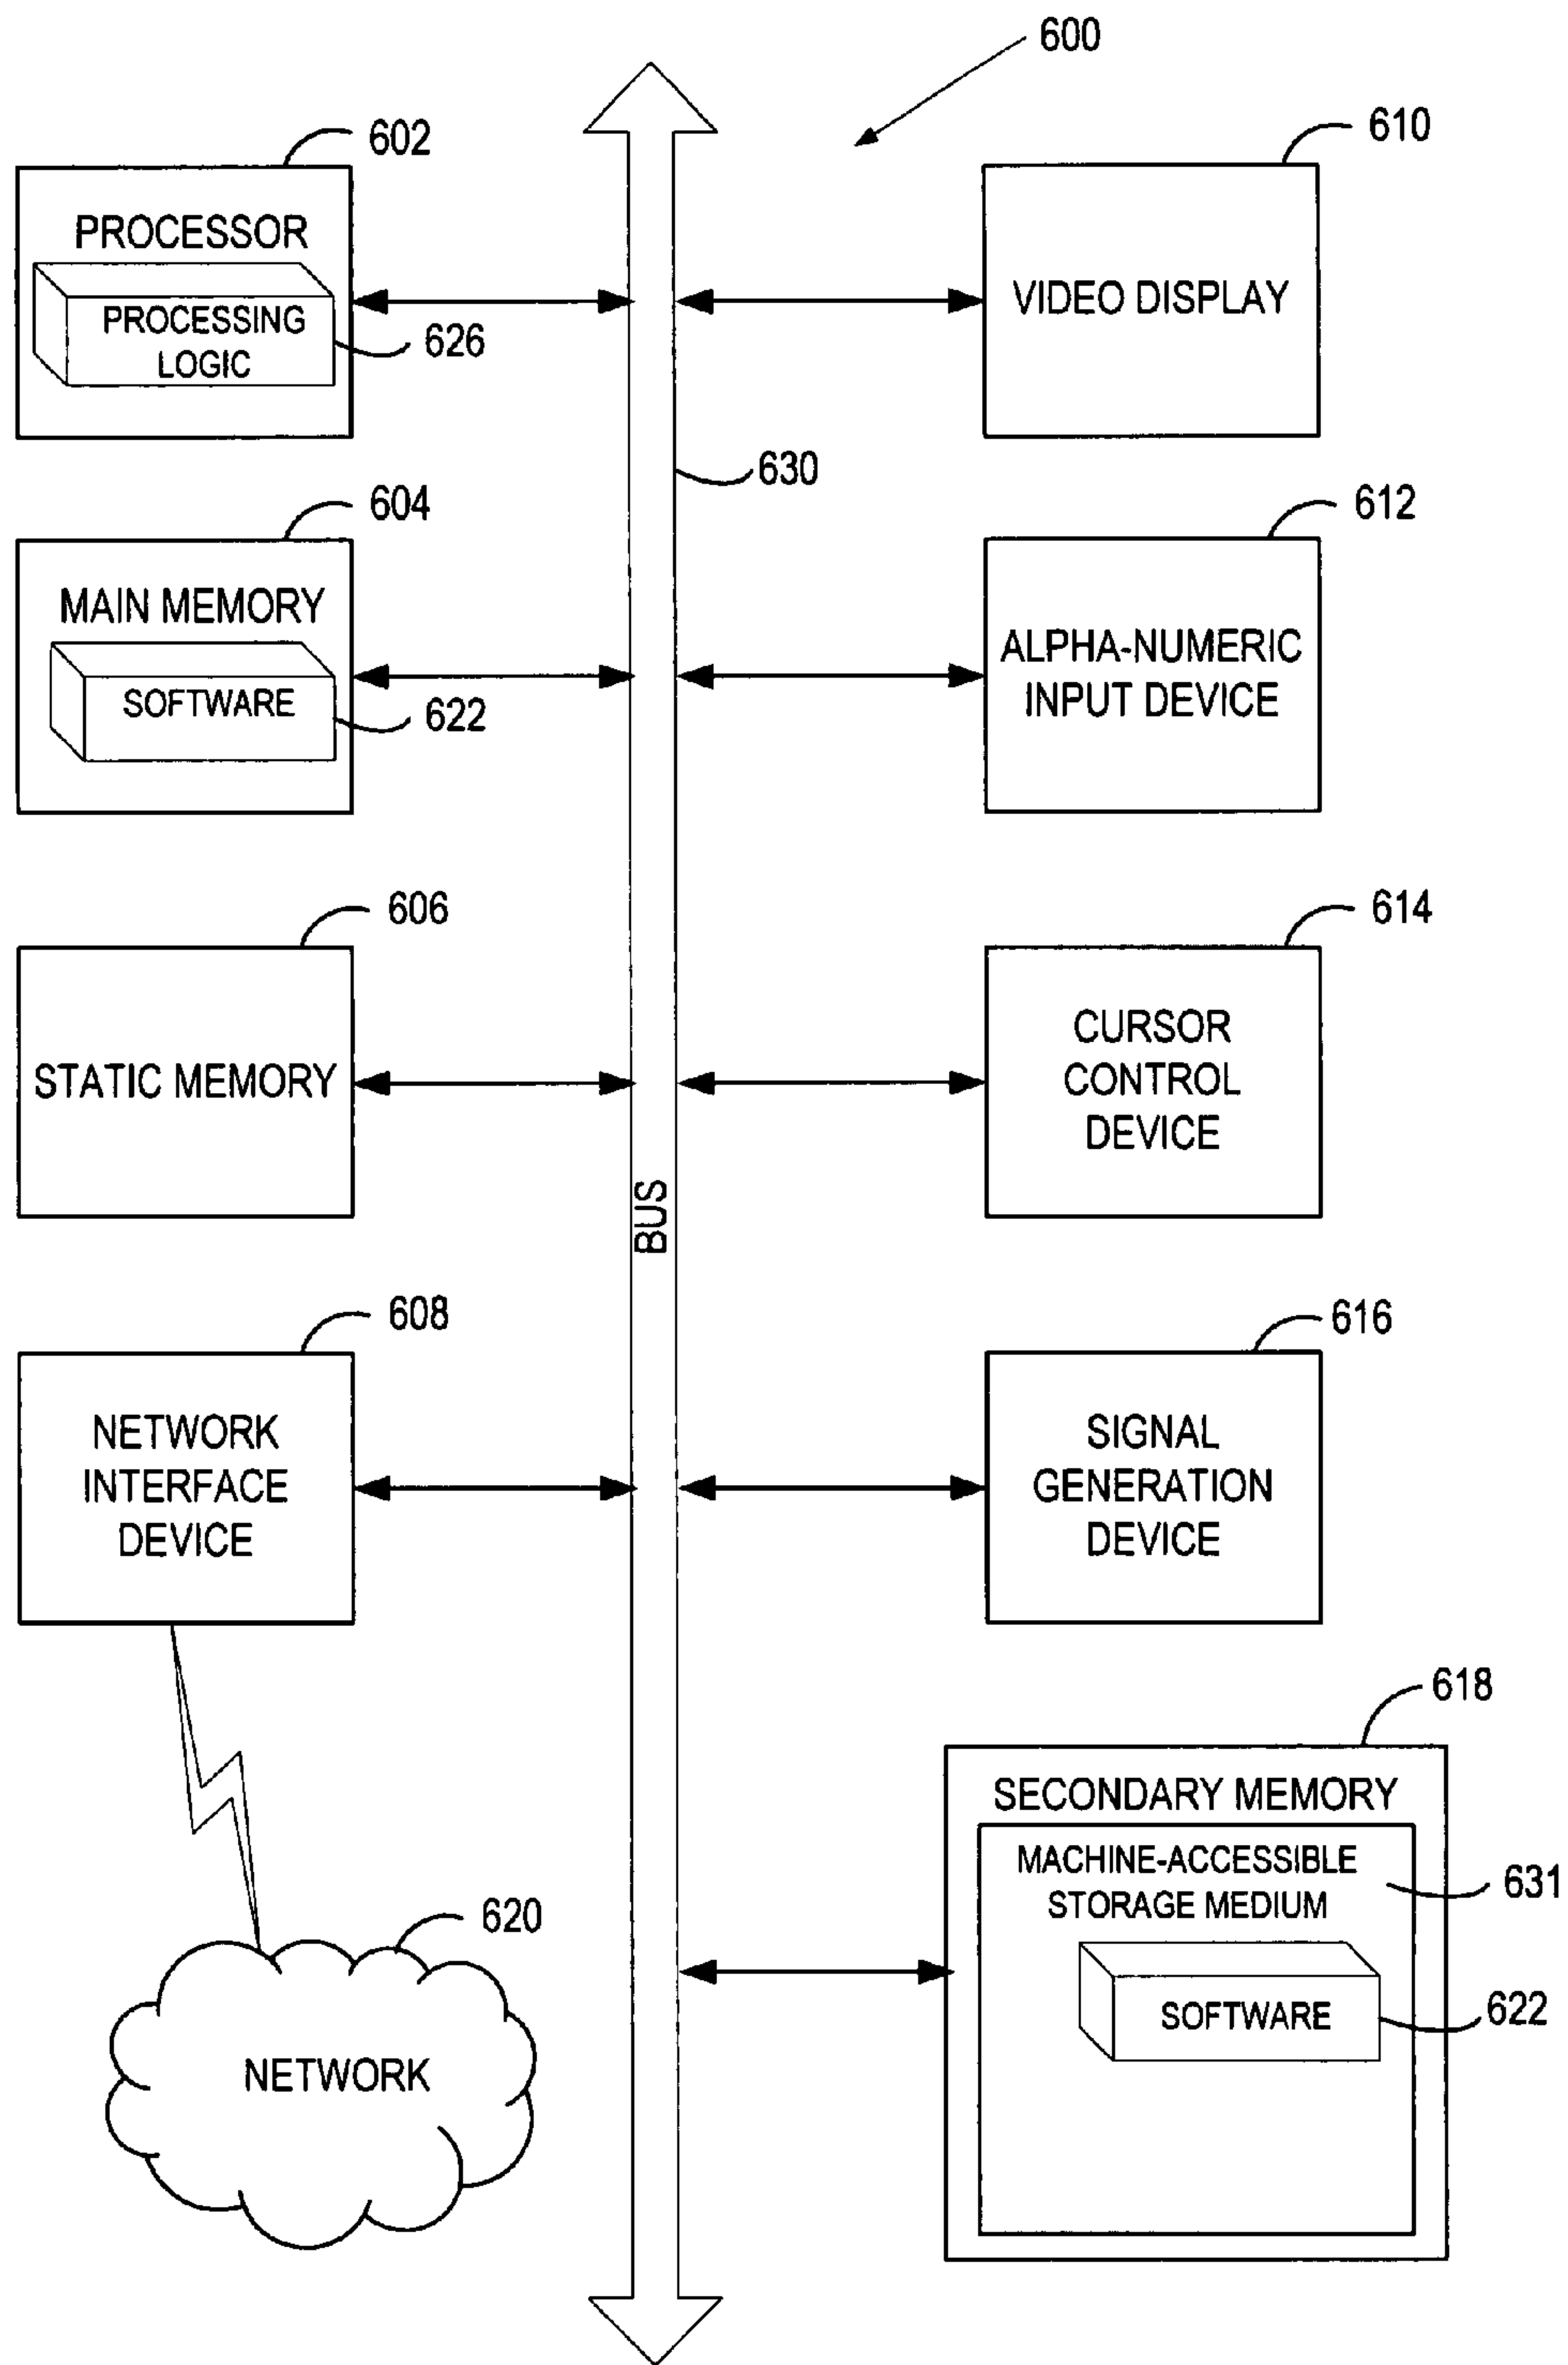 600
602
PROCESSOR
PROCESSING
LOGIC
626
610
VIDEO DISPLAY
630
604
MAIN MEMORY
SOFTWARE
622
612
ALPHA-NUMERIC
INPUT DEVICE
606
STATIC MEMORY
614
CURSOR
CONTROL
DEVICE
BUS
608
NETWORK
INTERFACE
DEVICE
616
SIGNAL
GENERATION
DEVICE
618
SECONDARY MEMORY
MACHINE-ACCESSIBLE
STORAGE MEDIUM
631
SOFTWARE
622
620
NETWORK